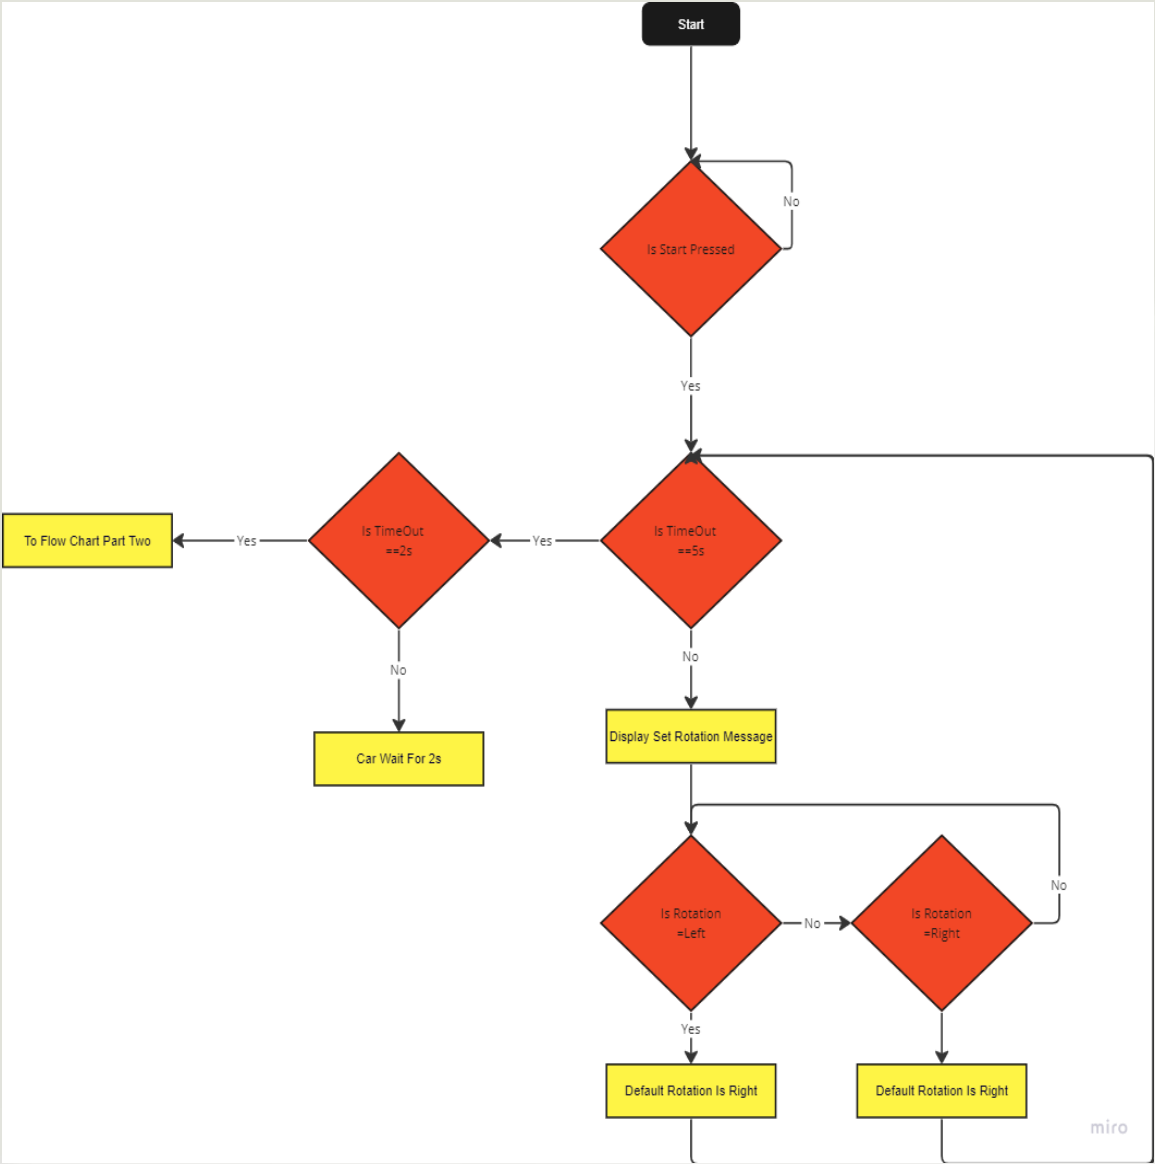 Start
No
Is Start Pressed
Yes
Is TimeOut
==2s
Is TimeOut
==5s
To Flow Chart Part Two
Yes
Yes
No
No
Display Set Rotation Message
Car Wait For 2s
No
Is Rotation
=Left
No
Is Rotation
=Right
Yes
Default Rotation Is Right
Default Rotation Is Right
miro